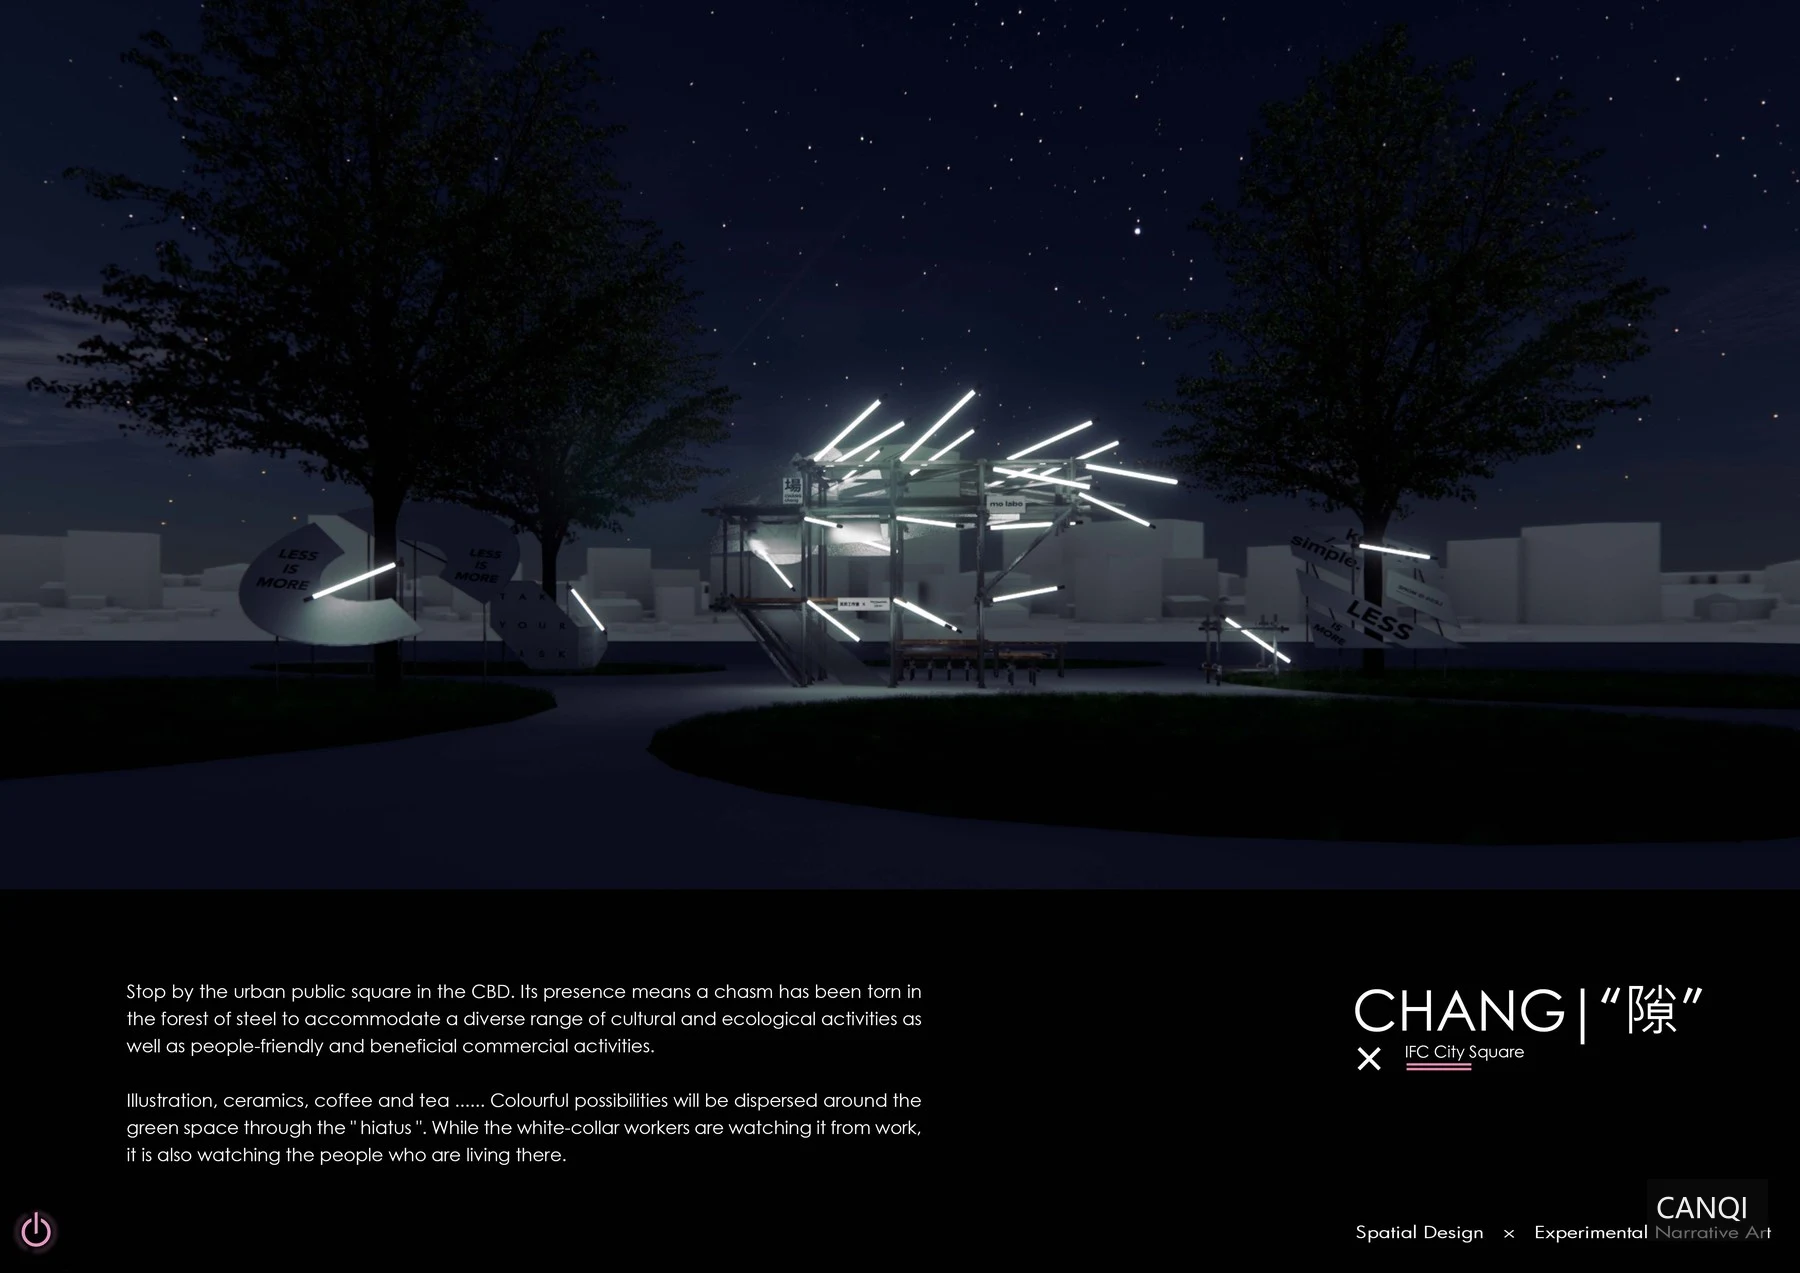 場
CHANG
mo labo
LESS
IS
MORE
LESS
IS
MORE
YOUR
simple.
LESS
IS
MORE
Stop by the urban public square in the CBD. Its presence means a chasm has been torn in
the forest of steel to accommodate a diverse range of cultural and ecological activities as
well as people-friendly and beneficial commercial activities.
Illustration, ceramics, coffee and tea ...... Colourful possibilities will be dispersed around the
green space through the " hiatus ". While the white-collar workers are watching it from work,
it is also watching the people who are living there.
CHANG|“隙”
× IFC City Square
CANQI
Spatial Design × Experimental Narrative Art